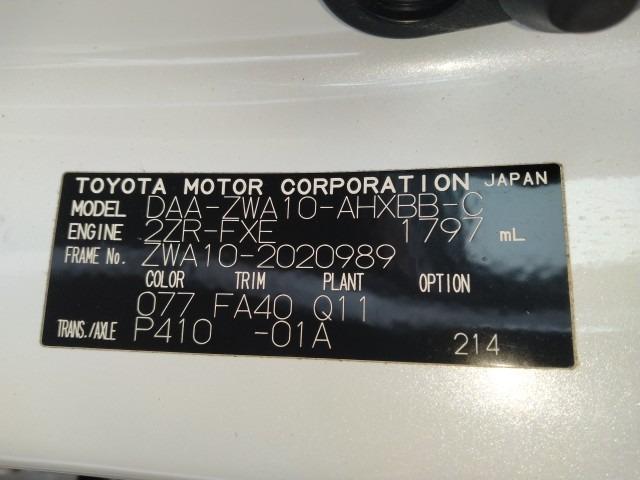 TOYOTA MOTOR CORPORATION JAPAN
MODEL DAA-ZWA10-AHXBB-C
ENGINE 2ZR-FXE 1797 mL
FRAME No. ZWA10-2020989
COLOR TRIM PLANT OPTION
077 FA40 Q11
TRANS./AXLE P410 -01A 214